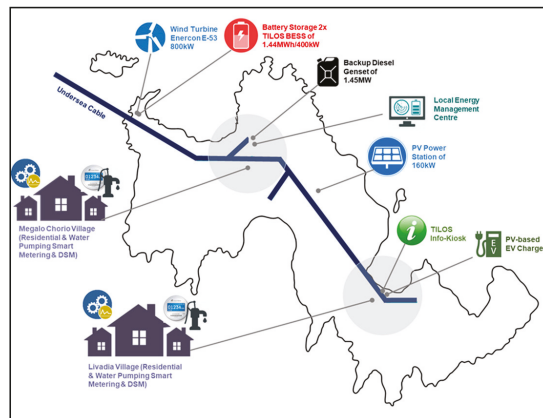 Wind Turbine
Enercon E-53
800kW
Battery Storage 2x
TILOS BESS of
1.44MWh/400kW
Backup Diesel
Genset of
1.45MW
Undersea Cable
Local Energy
Management
Centre
PV Power
Station of
160kW
Megalo Chorio Village
(Residential & Water
Pumping Smart
Metering & DSM)
TILOS
Info-Kiosk
EV
PV-based
EV Charger
Livadia Village (Residential
& Water Pumping Smart
Metering & DSM)